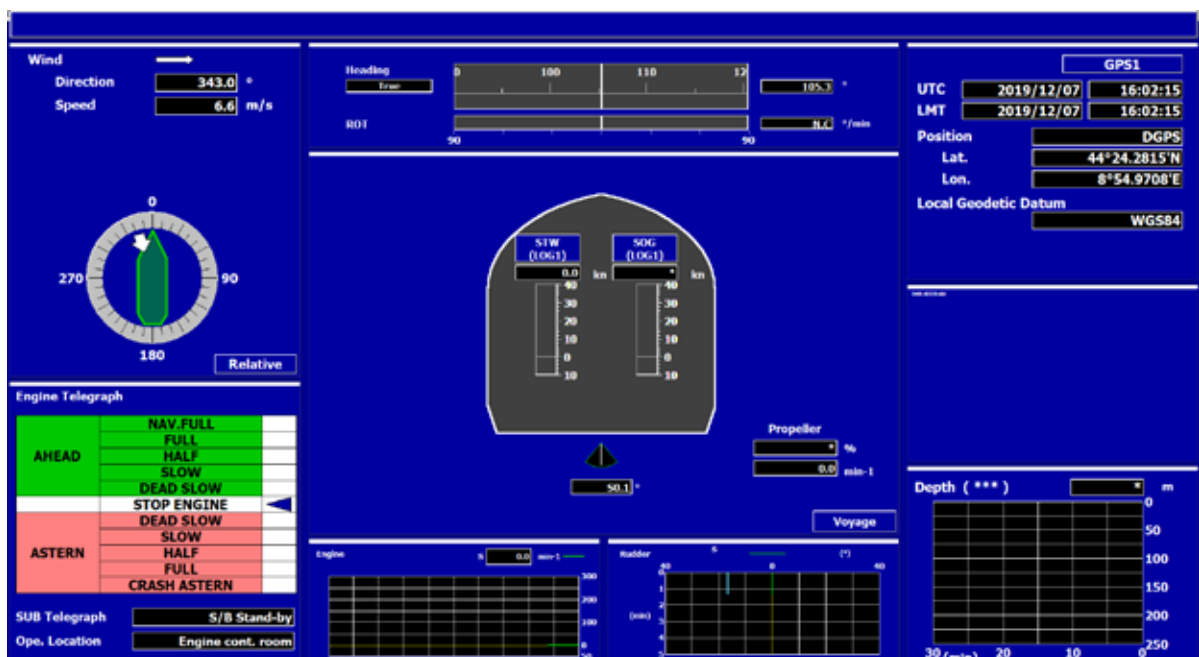 Wind
Direction 343.0 °
Speed 6.6 m/s
0
270 90
180
Relative
Engine Telegraph
AHEAD
NAV.FULL
FULL
HALF
SLOW
DEAD SLOW
STOP ENGINE
ASTERN
DEAD SLOW
SLOW
HALF
FULL
CRASH ASTERN
SUB Telegraph S/B Stand-by
Ope. Location Engine cont. room
Heading
True
0 100 110 12
105.3 °
ROT
90 90
N.C °/min
STW
(LOG1)
0.0 kn
40
30
20
10
0
10
SOG
(LOG1)
* kn
40
30
20
10
0
10
Propeller
* %
0.0 min-1
S0.1 °
Voyage
Engine S 0.0 min-1
300
200
100
0
50
Rudder S (°)
40 0 40
(min)
1
2
3
4
5
GPS1
UTC 2019/12/07 16:02:15
LMT 2019/12/07 16:02:15
Position DGPS
Lat. 44°24.2815'N
Lon. 8°54.9708'E
Local Geodetic Datum
WGS84
Depth ( *** ) * m
0
50
100
150
200
250
30 (min) 20 10 0